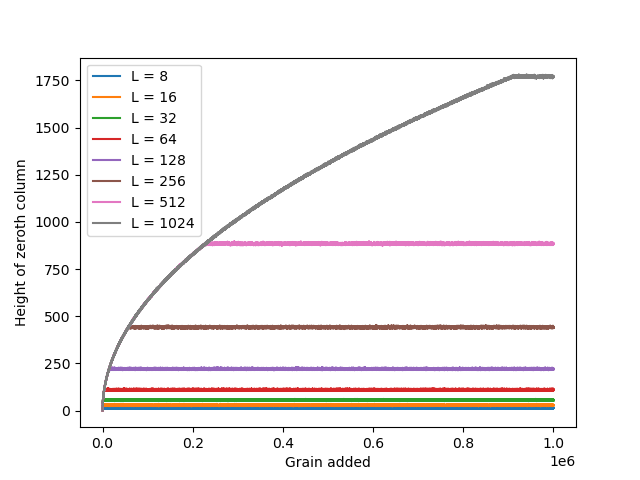 1750
1500
1250
1000
750
500
250
0
Height of zeroth column
L = 8
L = 16
L = 32
L = 64
L = 128
L = 256
L = 512
L = 1024
0.0 0.2 0.4 0.6 0.8 1.0
1e6
Grain added